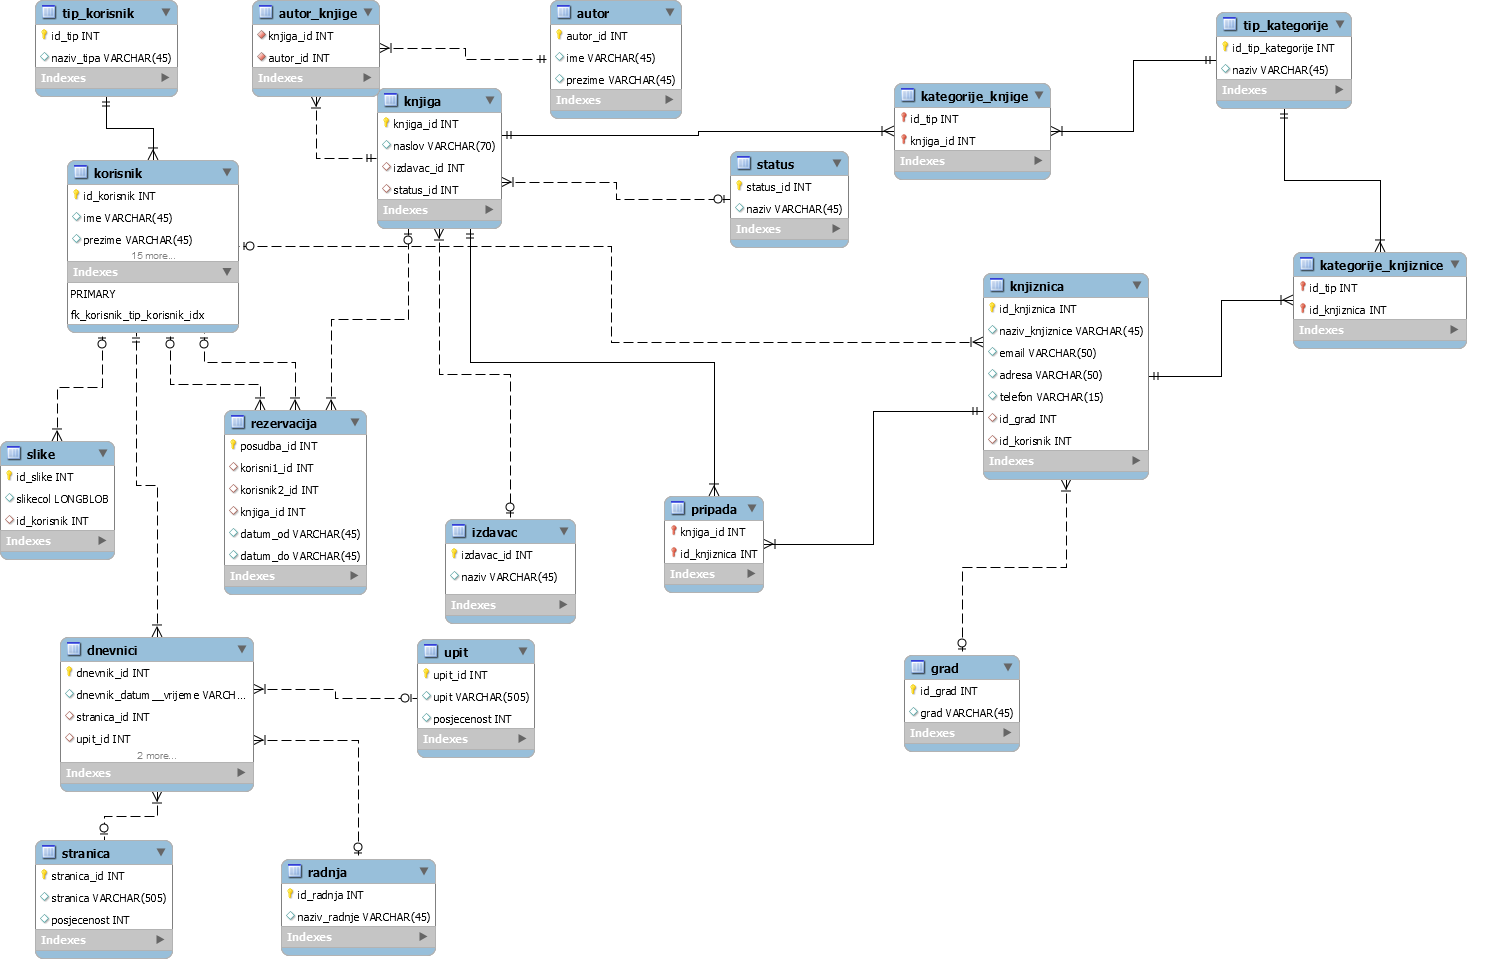 tip_korisnik
id_tip INT
naziv_tipa VARCHAR(45)
Indexes
autor_knjige
knjiga_id INT
autor_id INT
Indexes
autor
autor_id INT
ime VARCHAR(45)
prezime VARCHAR(45)
Indexes
tip_kategorije
id_tip_kategorije INT
naziv VARCHAR(45)
Indexes
knjiga
knjiga_id INT
naslov VARCHAR(70)
izdavac_id INT
status_id INT
Indexes
kategorije_knjige
id_tip INT
knjiga_id INT
Indexes
status
status_id INT
naziv VARCHAR(45)
Indexes
korisnik
id_korisnik INT
ime VARCHAR(45)
prezime VARCHAR(45)
15 more...
Indexes
PRIMARY
fk_korisnik_tip_korisnik_idx
knjiznica
id_knjiznica INT
naziv_knjiznice VARCHAR(45)
email VARCHAR(50)
adresa VARCHAR(50)
telefon VARCHAR(15)
id_grad INT
id_korisnik INT
Indexes
kategorije_knjiznice
id_tip INT
id_knjiznica INT
Indexes
slike
id_slike INT
slikecol LONGBLOB
id_korisnik INT
Indexes
rezervacija
posudba_id INT
korisni1_id INT
korisnik2_id INT
knjiga_id INT
datum_od VARCHAR(45)
datum_do VARCHAR(45)
Indexes
izdavac
izdavac_id INT
naziv VARCHAR(45)
Indexes
pripada
knjiga_id INT
id_knjiznica INT
Indexes
dnevnici
dnevnik_id INT
dnevnik_datum__vrijeme VARCH...
stranica_id INT
upit_id INT
2 more...
Indexes
upit
upit_id INT
upit VARCHAR(505)
posjecenost INT
Indexes
grad
id_grad INT
grad VARCHAR(45)
Indexes
stranica
stranica_id INT
stranica VARCHAR(505)
posjecenost INT
Indexes
radnja
id_radnja INT
naziv_radnje VARCHAR(45)
Indexes